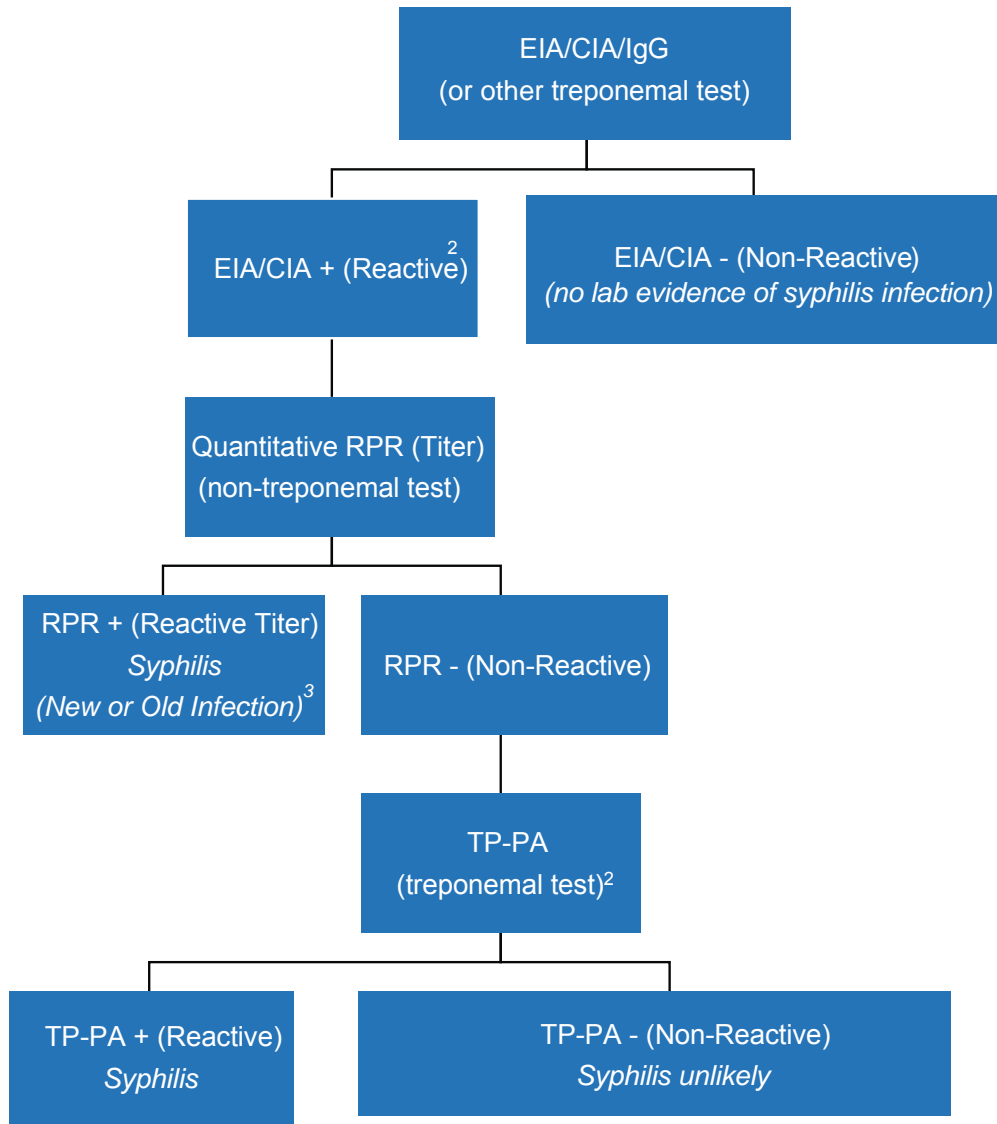 EIA/CIA/IgG
(or other treponemal test)
EIA/CIA + (Reactive²)
EIA/CIA - (Non-Reactive)
(no lab evidence of syphilis infection)
Quantitative RPR (Titer)
(non-treponemal test)
RPR + (Reactive Titer)
Syphilis
(New or Old Infection)³
RPR - (Non-Reactive)
TP-PA
(treponemal test)²
TP-PA + (Reactive)
Syphilis
TP-PA - (Non-Reactive)
Syphilis unlikely